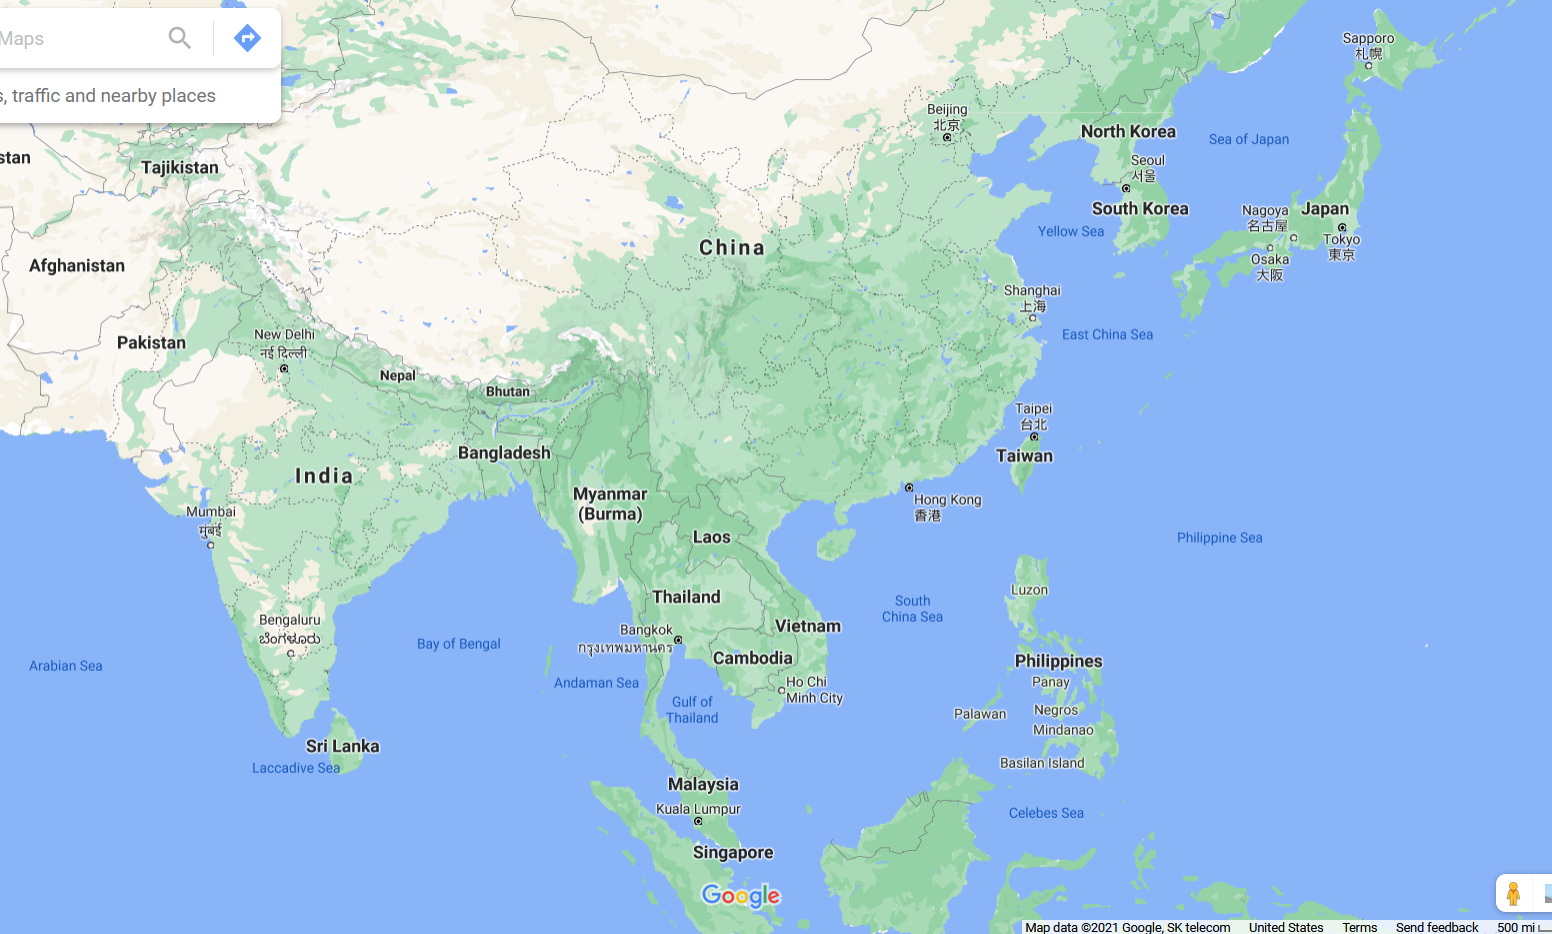 Maps
s, traffic and nearby places
Sapporo
札幌
Beijing
北京
North Korea
Sea of Japan
Seoul
서울
stan
Tajikistan
South Korea
Nagoya
名古屋
Japan
Yellow Sea
Tokyo
東京
China
Osaka
大阪
Afghanistan
Shanghai
上海
East China Sea
New Delhi
नई दिल्ली
Pakistan
Nepal
Bhutan
Taipei
台北
Bangladesh
Taiwan
India
Myanmar
(Burma)
Hong Kong
香港
Mumbai
मुंबई
Laos
Philippine Sea
Luzon
Thailand
South
China Sea
Bengaluru
ಬೆಂಗಳೂರು
Bangkok
กรุงเทพมหานคร
Vietnam
Bay of Bengal
Cambodia
Philippines
Arabian Sea
Andaman Sea
Ho Chi
Minh City
Panay
Gulf of
Thailand
Palawan
Negros
Mindanao
Sri Lanka
Laccadive Sea
Basilan Island
Malaysia
Kuala Lumpur
Celebes Sea
Singapore
Google
Map data ©2021 Google, SK telecom United States Terms Send feedback 500 mi